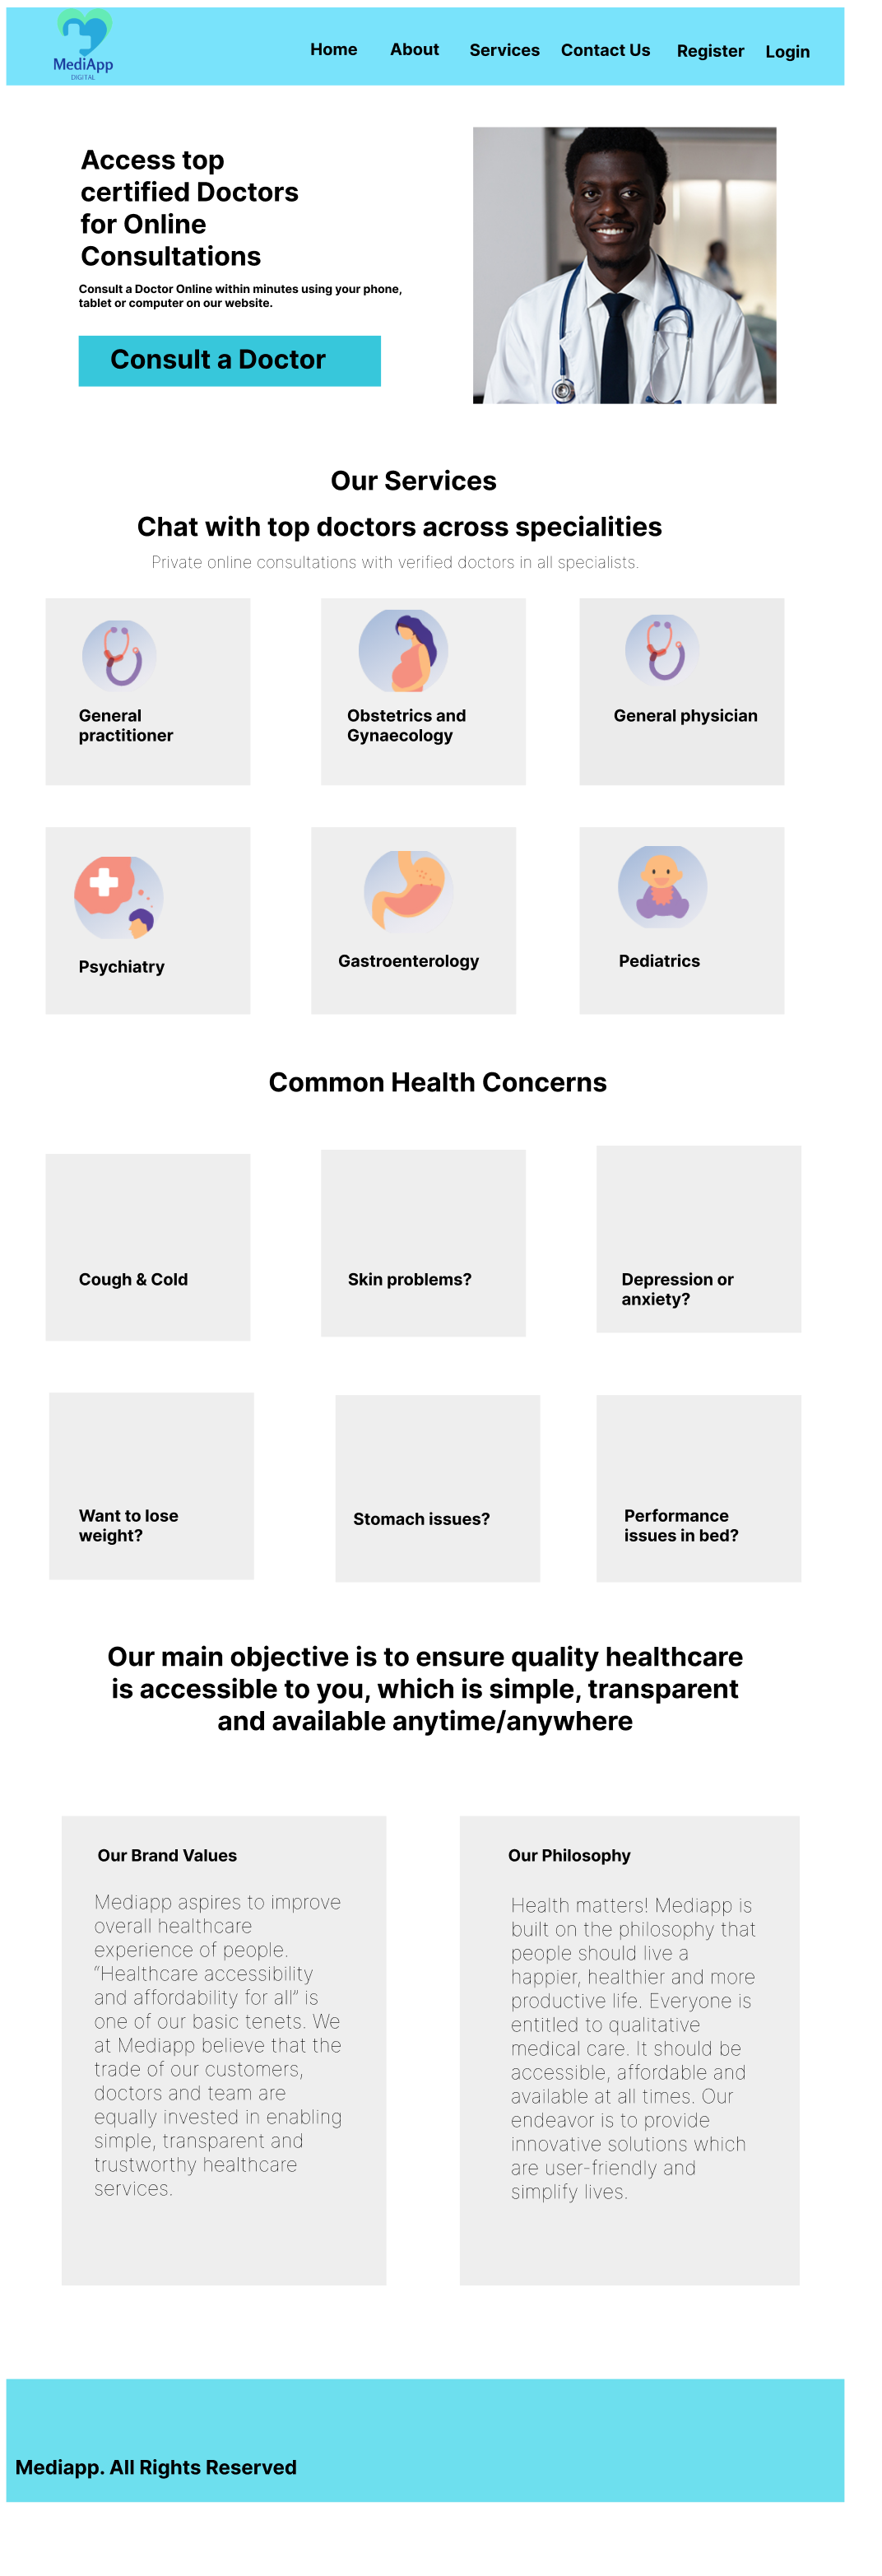 MediApp
DIGITAL
Home About Services Contact Us Register Login
Access top
certified Doctors
for Online
Consultations
Consult a Doctor Online within minutes using your phone,
tablet or computer on our website.
Consult a Doctor
Our Services
Chat with top doctors across specialities
Private online consultations with verified doctors in all specialists.
General
practitioner
Obstetrics and
Gynaecology
General physician
Psychiatry
Gastroenterology
Pediatrics
Common Health Concerns
Cough & Cold
Skin problems?
Depression or
anxiety?
Want to lose
weight?
Stomach issues?
Performance
issues in bed?
Our main objective is to ensure quality healthcare
is accessible to you, which is simple, transparent
and available anytime/anywhere
Our Brand Values
Mediapp aspires to improve
overall healthcare
experience of people.
“Healthcare accessibility
and affordability for all” is
one of our basic tenets. We
at Mediapp believe that the
trade of our customers,
doctors and team are
equally invested in enabling
simple, transparent and
trustworthy healthcare
services.
Our Philosophy
Health matters! Mediapp is
built on the philosophy that
people should live a
happier, healthier and more
productive life. Everyone is
entitled to qualitative
medical care. It should be
accessible, affordable and
available at all times. Our
endeavor is to provide
innovative solutions which
are user-friendly and
simplify lives.
Mediapp. All Rights Reserved